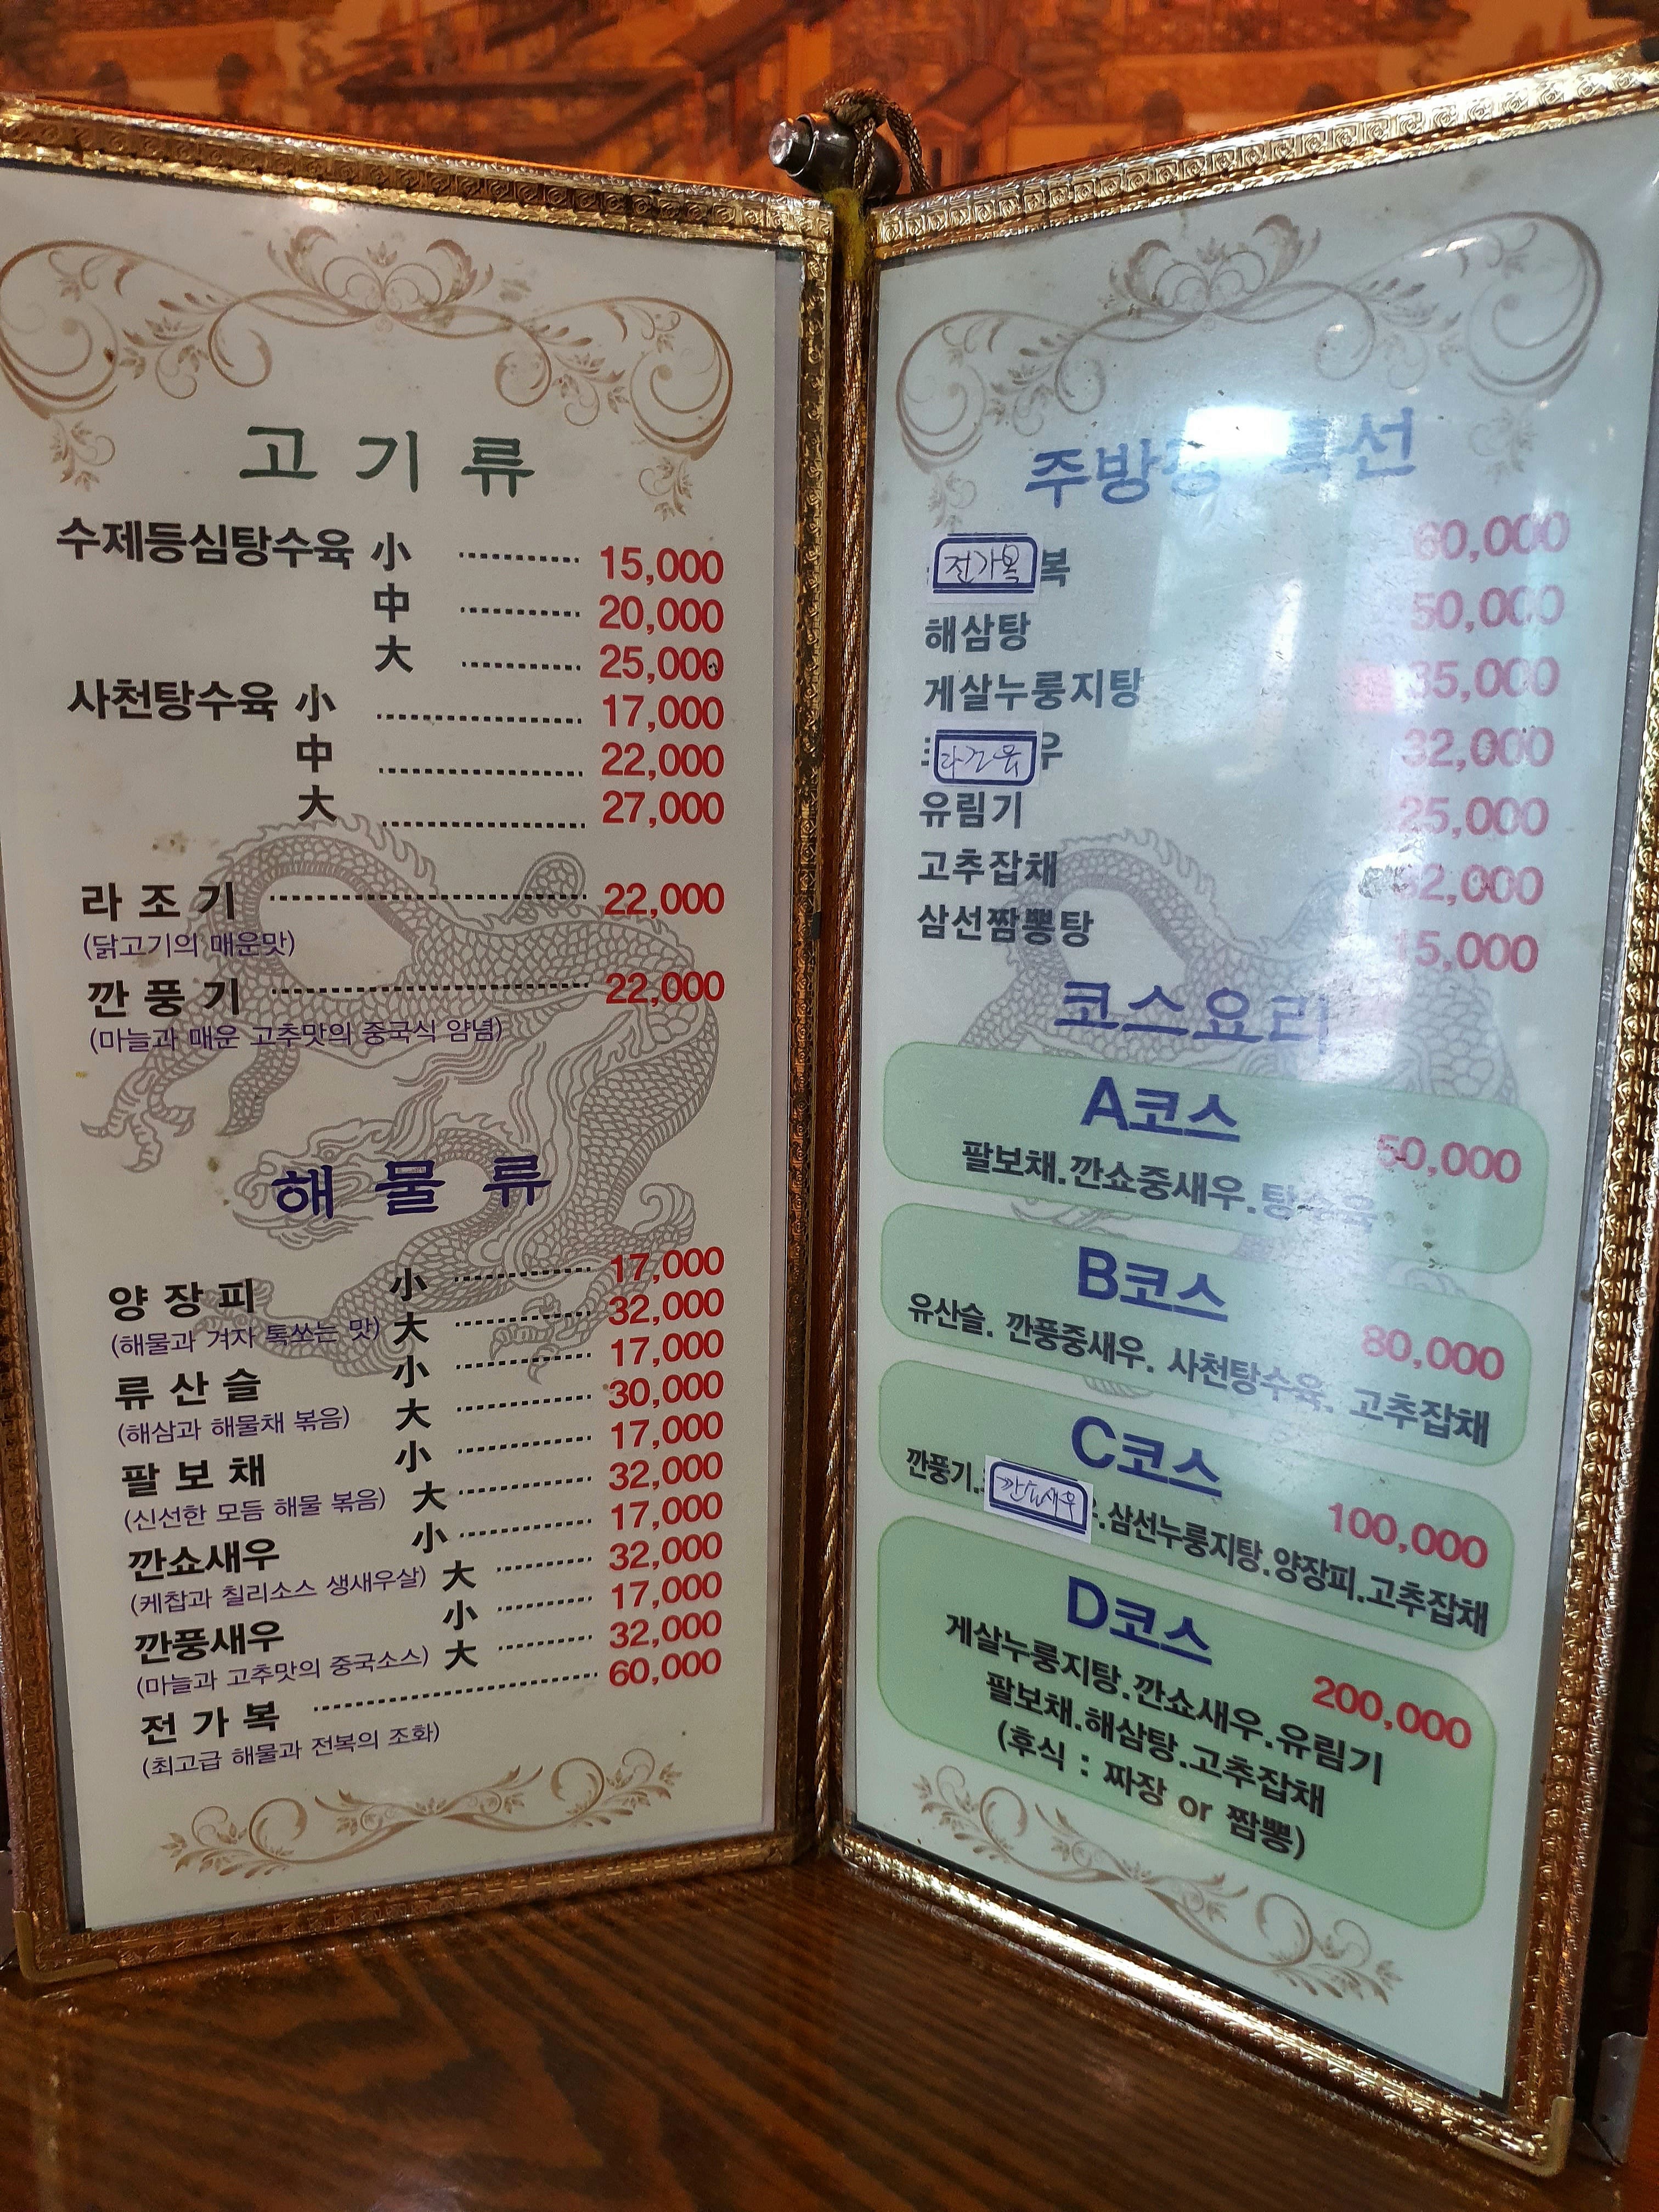 고기류
수제등심탕수육 小 15,000
中 20,000
大 25,000
사천탕수육 小 17,000
中 22,000
大 27,000
라조기 22,000
(닭고기의 매운맛)
깐풍기 22,000
(마늘과 매운 고추맛의 중국식 양념)
해물류
양장피 小 17,000
(해물과 겨자 톡쏘는 맛) 大 32,000
류산슬 小 17,000
(해삼과 해물채 볶음) 大 30,000
팔보채 小 17,000
(신선한 모듬 해물 볶음) 大 32,000
깐쇼새우 小 17,000
(케찹과 칠리소스 생새우살) 大 32,000
깐풍새우 小 17,000
(마늘과 고추맛의 중국소스) 大 32,000
전가복 60,000
(최고급 해물과 전복의 조화)
주방장 특선
전가복 복 60,000
해삼탕 50,000
게살누룽지탕 35,000
우 32,000
유림기 25,000
고추잡채 32,000
삼선짬뽕탕 15,000
코스요리
A코스
50,000
팔보채.깐쇼중새우.탕수육
B코스
80,000
유산슬. 깐풍중새우. 사천탕수육. 고추잡채
C코스
100,000
깐풍기.깐쇼새우.삼선누룽지탕.양장피.고추잡채
D코스
200,000
게살누룽지탕.깐쇼새우.유림기
팔보채.해삼탕.고추잡채
(후식 : 짜장 or 짬뽕)